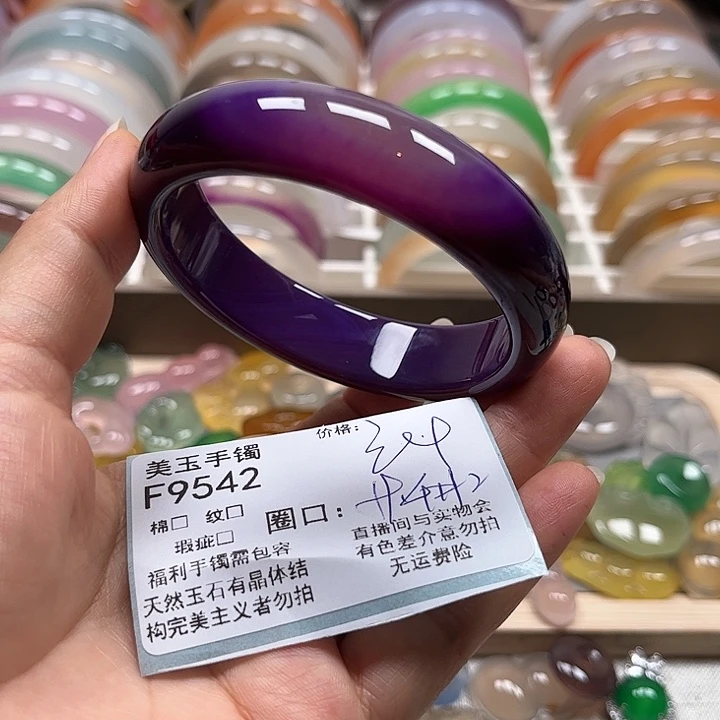 美玉手镯
F9542
价格:
棉□ 纹□
圈口:
瑕疵□
福利手镯需包容
天然玉石有晶体结
构完美主义者勿拍
直播间与实物会
有色差介意勿拍
无运费险